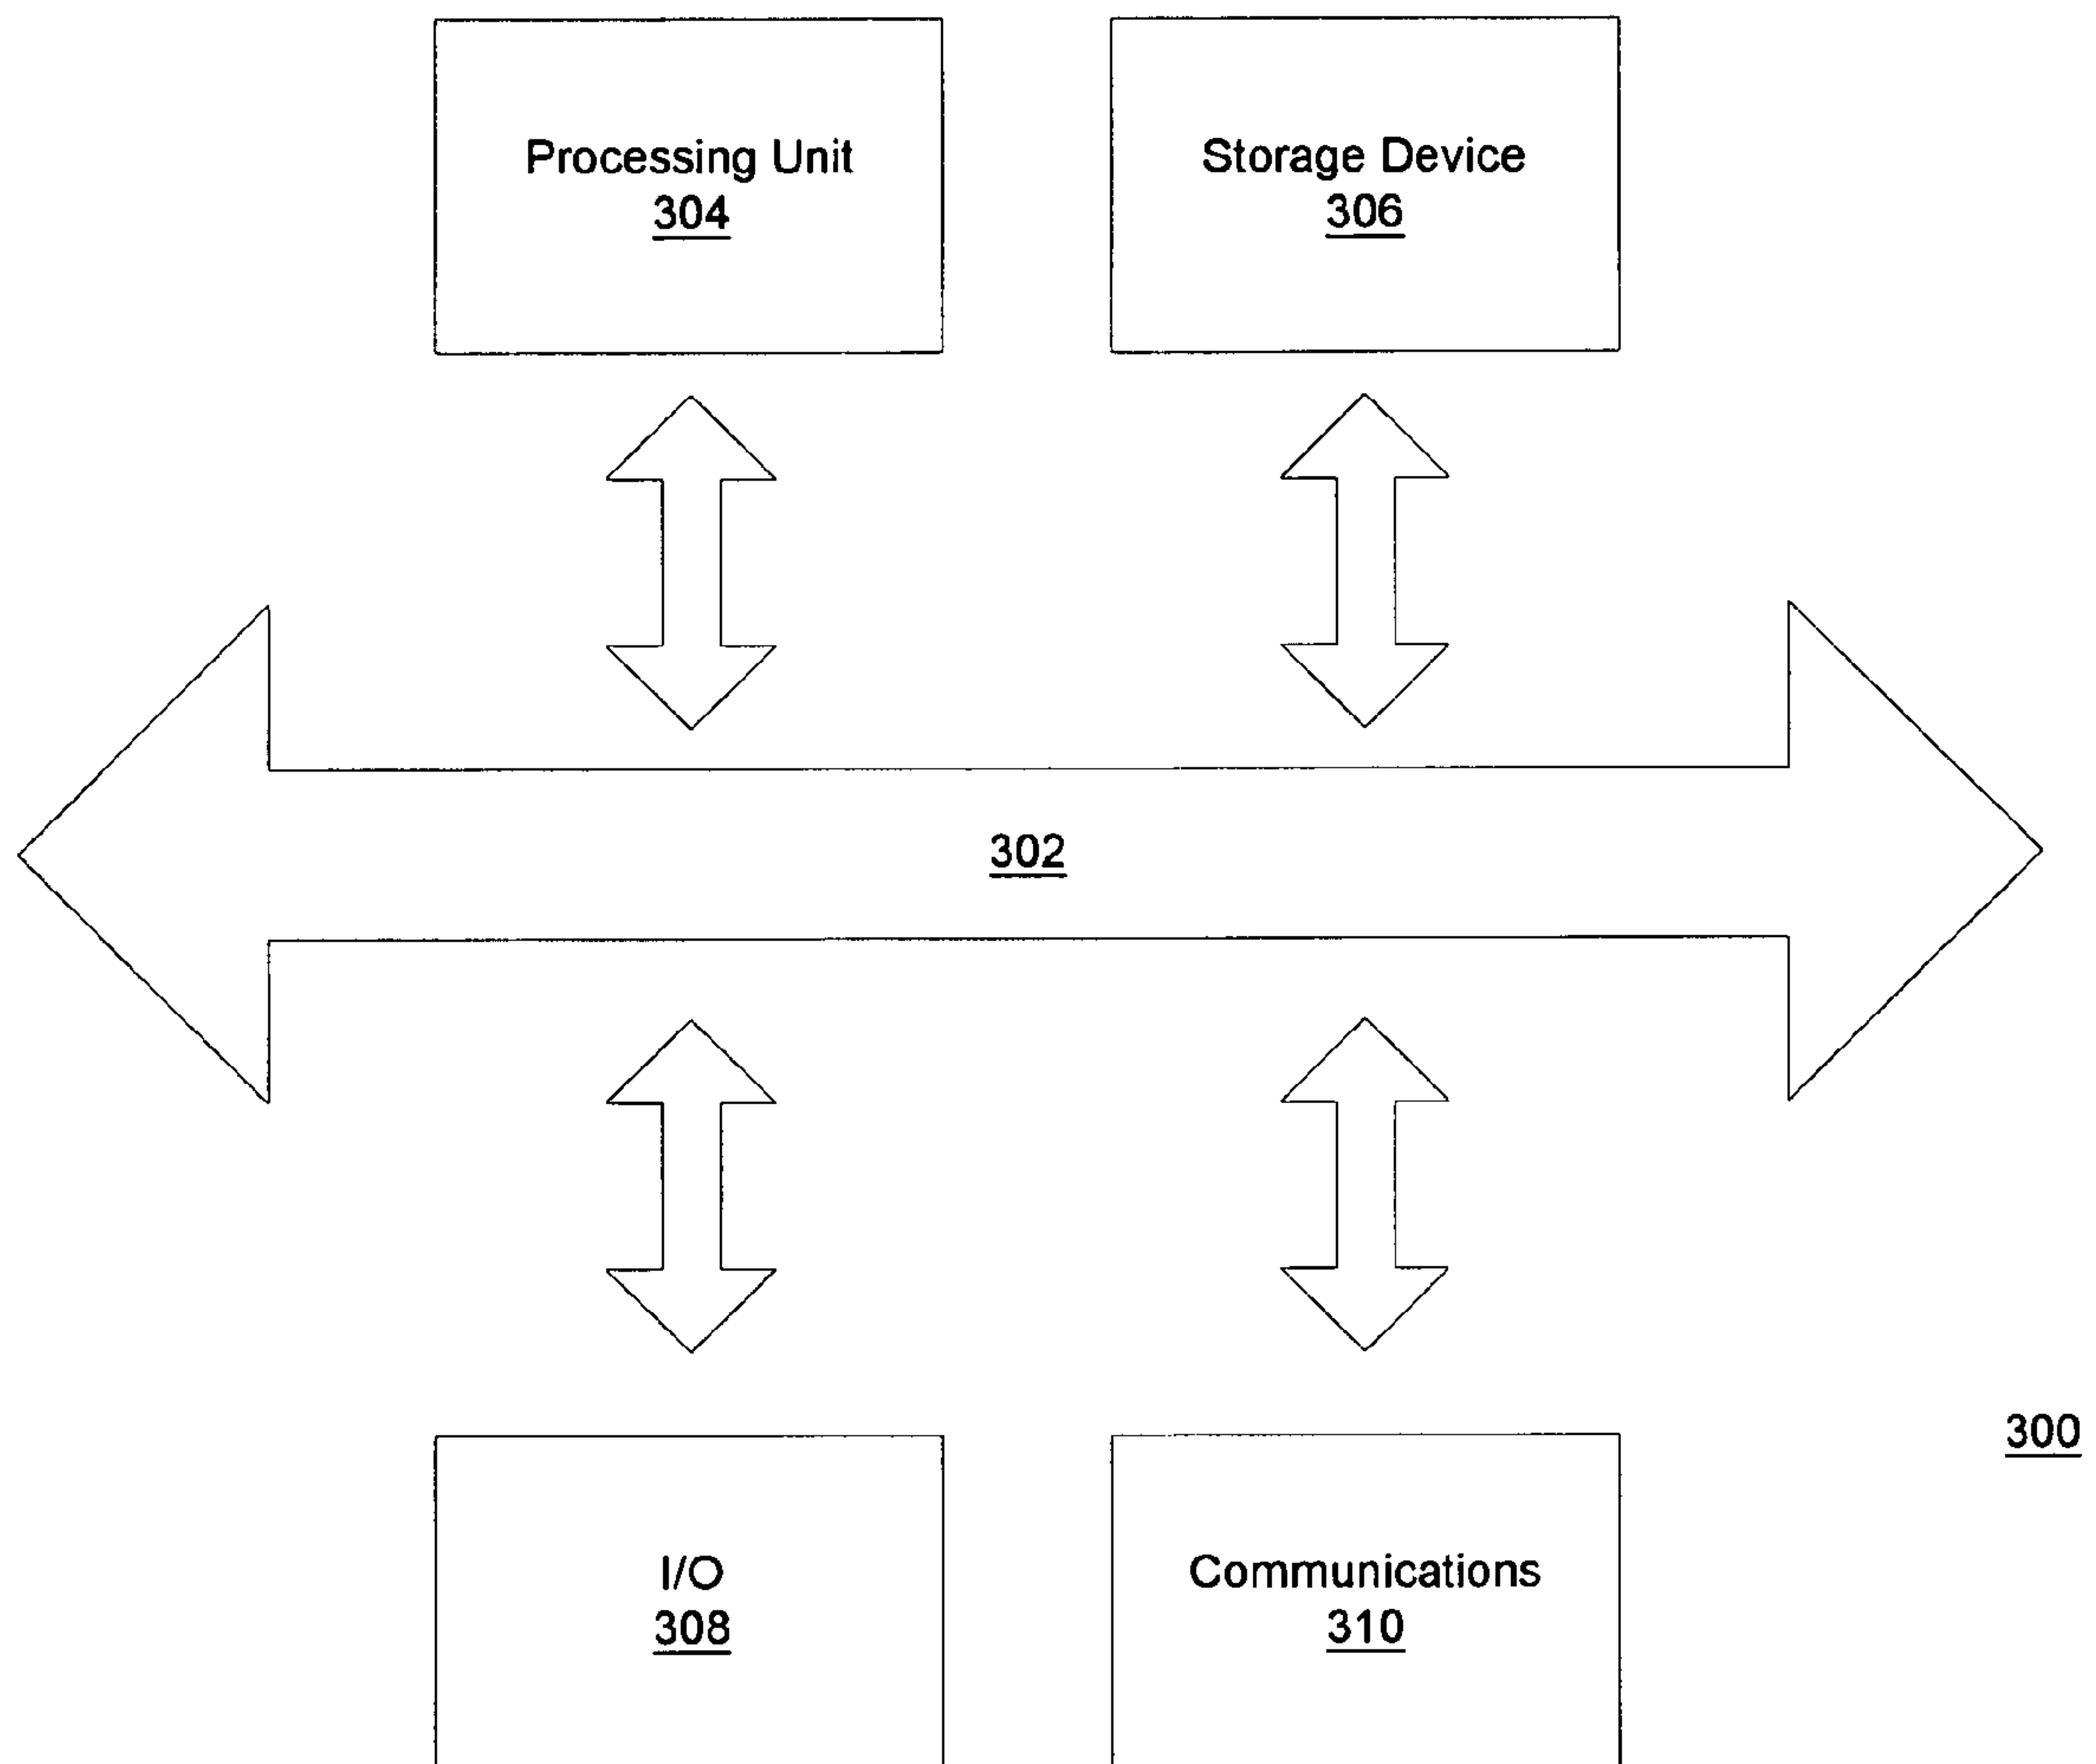 Processing Unit
304
Storage Device
306
302
300
I/O
308
Communications
310